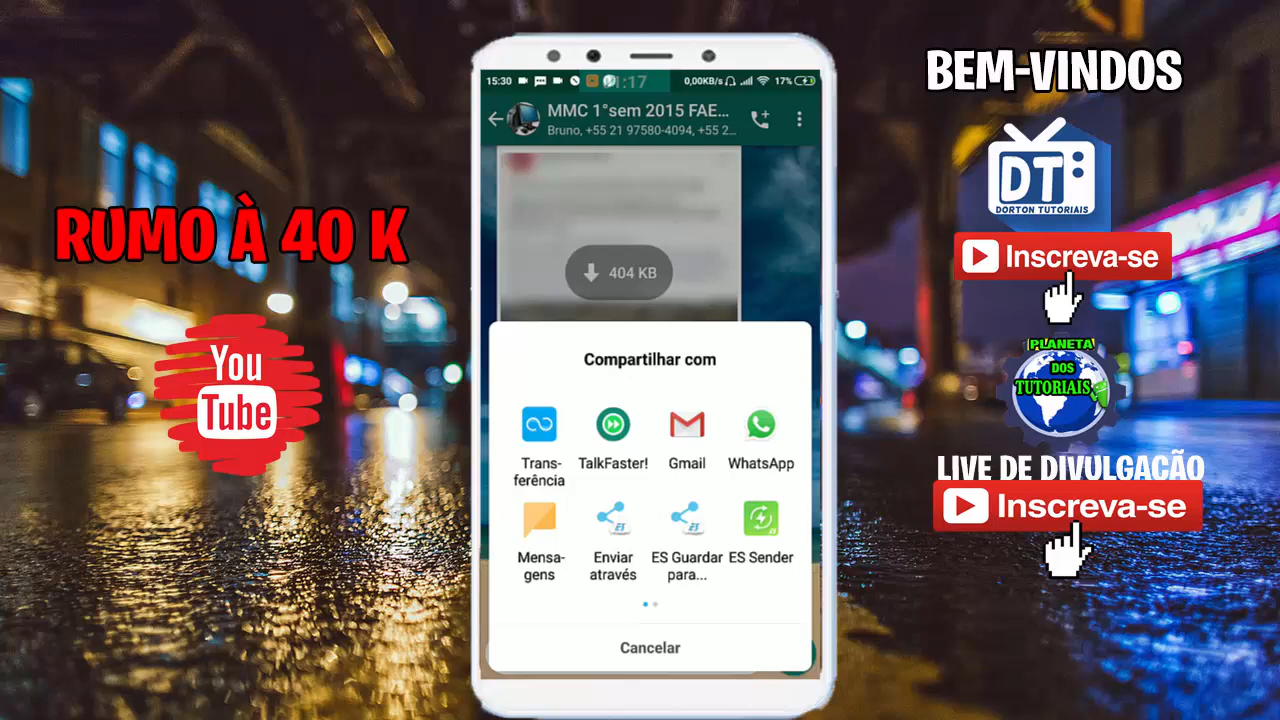 RUMO À 40 K
You
Tube
15:30
0,00KB/s
17%
MMC 1°sem 2015 FAE...
Bruno, +55 21 97580-4094, +55 2...
404 KB
Compartilhar com
Trans-
ferência
TalkFaster!
Gmail
WhatsApp
Mensa-
gens
Enviar
através
ES Guardar
para...
ES Sender
Cancelar
BEM-VINDOS
DT
DORTON TUTORIAIS
Inscreva-se
PLANETA
DOS
TUTORIAIS
LIVE DE DIVULGACÃO
Inscreva-se